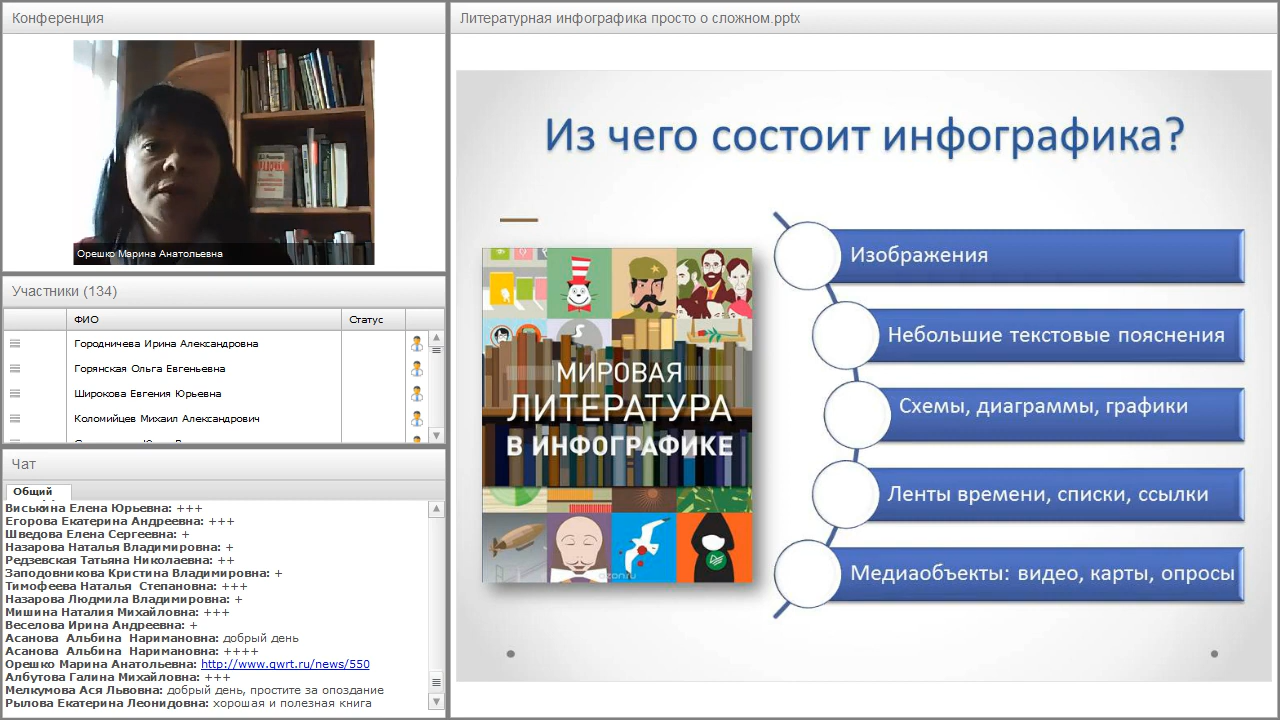 Конференция
Орешко Марина Анатольевна
Участники (134)
ФИО Статус
Городничева Ирина Александровна
Горянская Ольга Евгеньевна
Широкова Евгения Юрьевна
Коломийцев Михаил Александрович
Чат
Общий
Виськина Елена Юрьевна: +++
Егорова Екатерина Андреевна: +++
Шведова Елена Сергеевна: +
Назарова Наталья Владимировна: +
Редзевская Татьяна Николаевна: ++
Заподовникова Кристина Владимировна: +
Тимофеева Наталья Степановна: +++
Назарова Людмила Владимировна: +
Мишина Наталия Михайловна: +++
Веселова Ирина Андреевна: +
Асанова Альбина Наримановна: добрый день
Асанова Альбина Наримановна: ++++
Орешко Марина Анатольевна: http://www.qwrt.ru/news/550
Албутова Галина Михайловна: +++
Мелкумова Ася Львовна: добрый день, простите за опоздание
Рылова Екатерина Леонидовна: хорошая и полезная книга
Литературная инфографика просто о сложном.pptx
Из чего состоит инфографика?
МИРОВАЯ
ЛИТЕРАТУРА
В ИНФОГРАФИКЕ
ozon.ru
Изображения
Небольшие текстовые пояснения
Схемы, диаграммы, графики
Ленты времени, списки, ссылки
Медиаобъекты: видео, карты, опросы